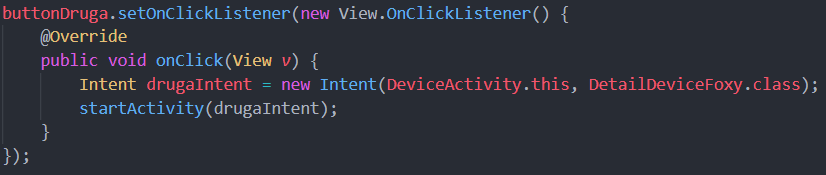 buttonDruga.setOnClickListener(new View.OnClickListener() {
    @Override
    public void onClick(View v) {
        Intent drugaIntent = new Intent(DeviceActivity.this, DetailDeviceFoxy.class);
        startActivity(drugaIntent);
    }
});